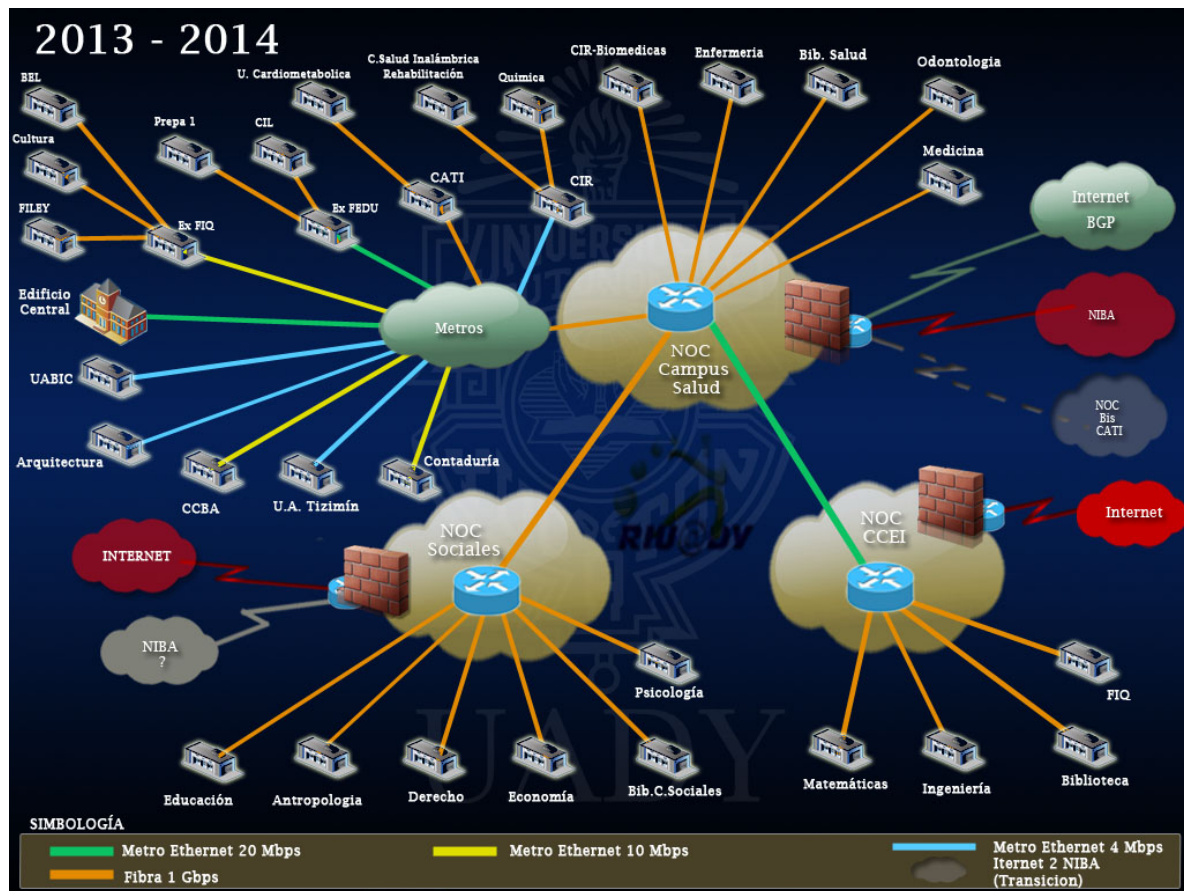 2013 - 2014
BEL
Cultura
FILEY
Prepa 1
CIL
U. Cardiometabolica
C.Salud Inalámbrica
Rehabilitación
Quimica
CIR-Biomedicas
Enfermeria
Bib. Salud
Odontologia
Medicina
Ex FIQ
Ex FEDU
CATI
CIR
Internet
BGP
Edificio
Central
Metros
NOC
Campus
Salud
NIBA
UABIC
NOC
Bis
CATI
Arquitectura
CCBA
U.A. Tizimín
Contaduría
NOC
Sociales
NOC
CCEI
Internet
INTERNET
NIBA
?
RIU@DY
Psicología
FIQ
Educación
Antropologia
Derecho
Economía
Bib.C.Sociales
Matemáticas
Ingeniería
Biblioteca
UADY
SIMBOLOGÍA
Metro Ethernet 20 Mbps
Metro Ethernet 10 Mbps
Metro Ethernet 4 Mbps
Fibra 1 Gbps
Iternet 2 NIBA
(Transicion)